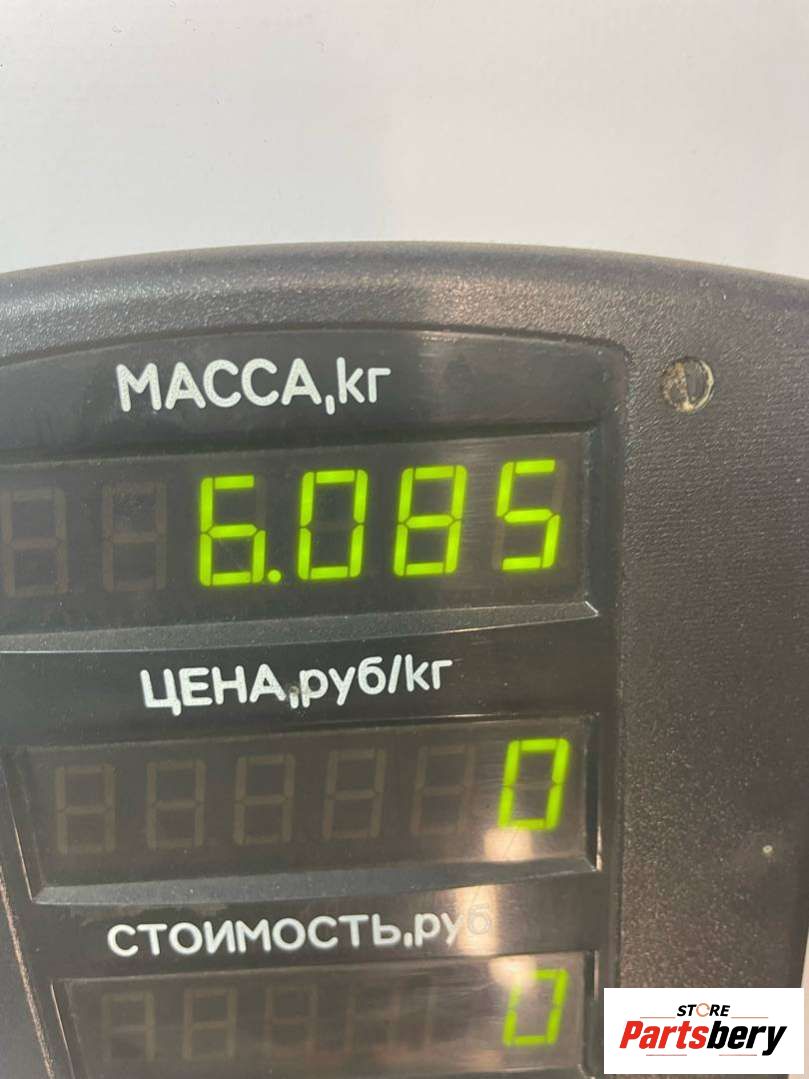 МАССА,кг
6.085
ЦЕНА,руб/кг
0
СТОИМОСТЬ,руб
0
STORE
Partsbery